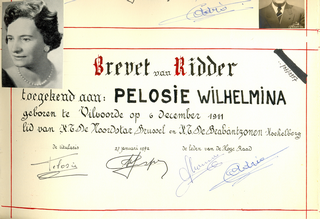 Brevet van Ridder
toegekend aan: PELOSIE WILHELMINA
geboren te Vilvoorde op 6 december 1911
lid van K.T. De Noordstar, Brussel en K.T. De Brabantzonen - Koekelberg
de titularis 27 januari 1972 de leden van de Hoge Raad